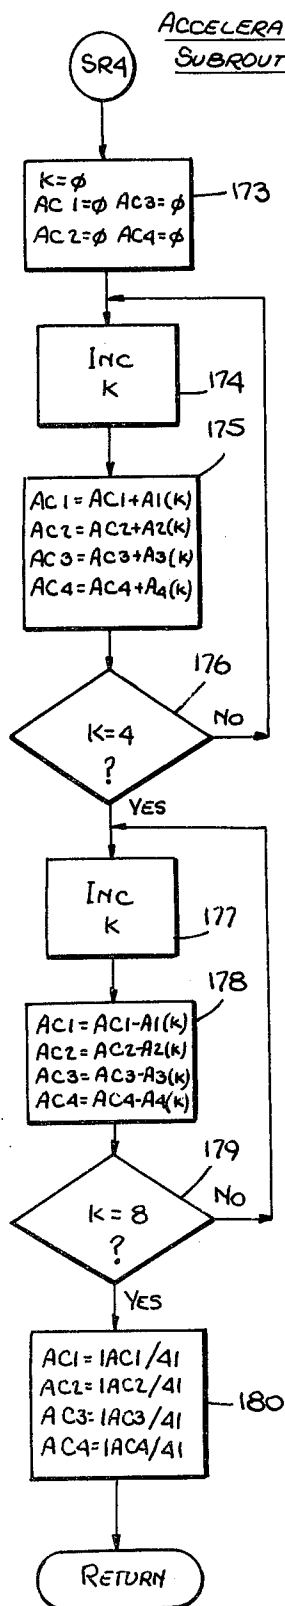 ACCELERA
SUBROUT
SR4
K=φ
AC1=φ AC3=φ
AC2=φ AC4=φ
173
INC
K
174
175
AC1=AC1+A1(K)
AC2=AC2+A2(K)
AC3=AC3+A3(K)
AC4=AC4+A4(K)
176
K=4
?
NO
YES
INC
K
177
178
AC1=AC1-A1(K)
AC2=AC2-A2(K)
AC3=AC3-A3(K)
AC4=AC4-A4(K)
179
K=8
?
NO
YES
AC1=|AC1/4|
AC2=|AC2/4|
AC3=|AC3/4|
AC4=|AC4/4|
180
RETURN